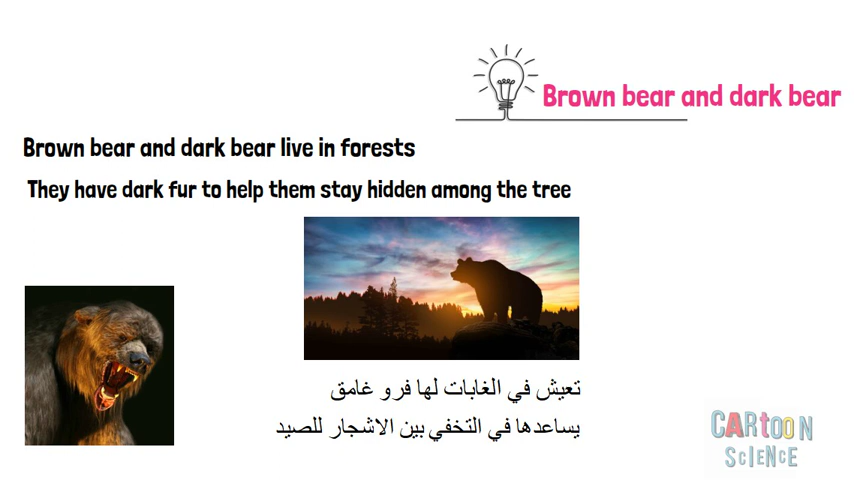 Brown bear and dark bear
Brown bear and dark bear live in forests
They have dark fur to help them stay hidden among the tree
تعيش في الغابات لها فرو غامق
يساعدها في التخفي بين الاشجار للصيد
CARtOON
ScIeNcE